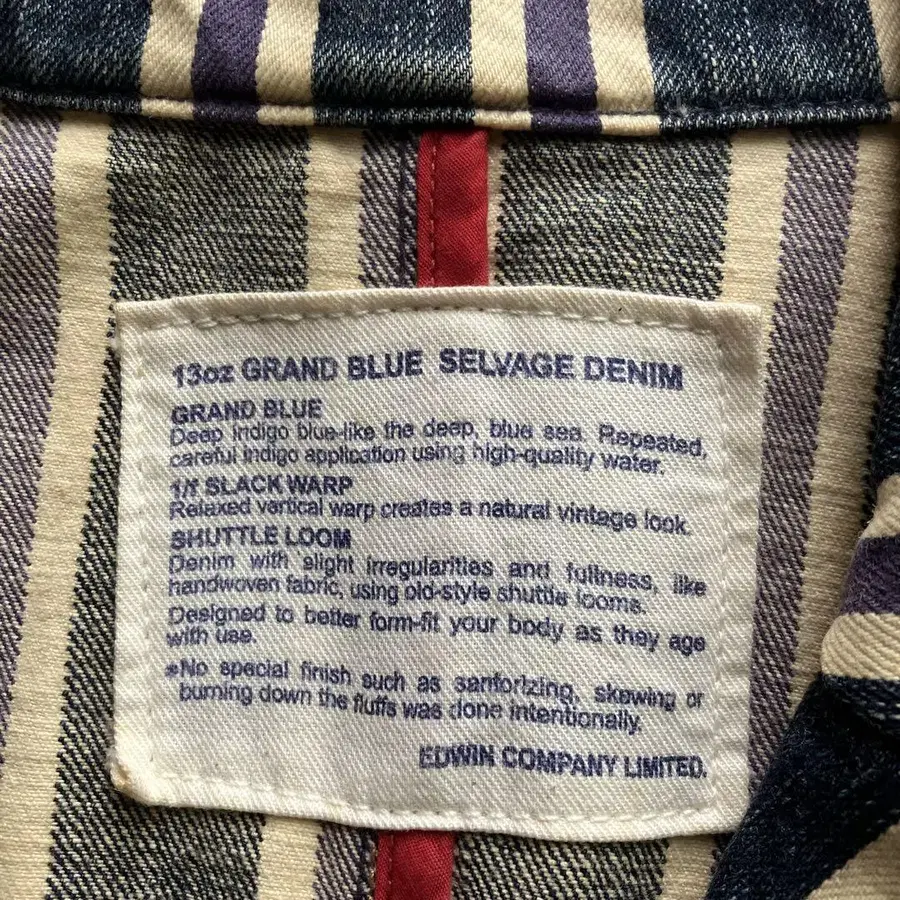 13oz GRAND BLUE SELVAGE DENIM
GRAND BLUE
Deep indigo blue-like the deep, blue sea. Repeated,
careful indigo application using high-quality water.
1/f SLACK WARP
Relaxed vertical warp creates a natural vintage look.
SHUTTLE LOOM
Denim with slight irregularities and fullness, like
handwoven fabric, using old-style shuttle looms.
Designed to better form-fit your body as they age
with use.
*No special finish such as sanforizing, skewing or
burning down the fluffs was done intentionally.
EDWIN COMPANY LIMITED.